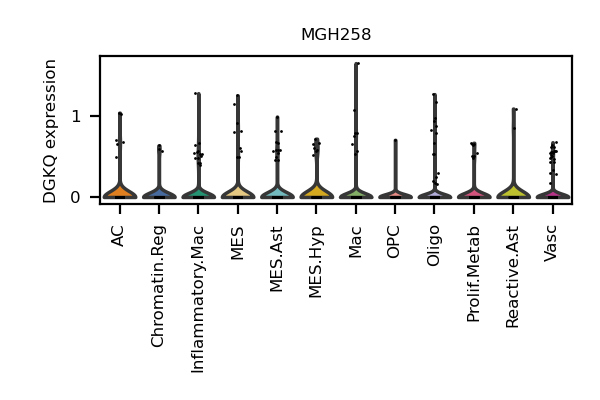 MGH258
DGKQ expression
1
0
AC
Chromatin.Reg
Inflammatory.Mac
MES
MES.Ast
MES.Hyp
Mac
OPC
Oligo
Prolif.Metab
Reactive.Ast
Vasc